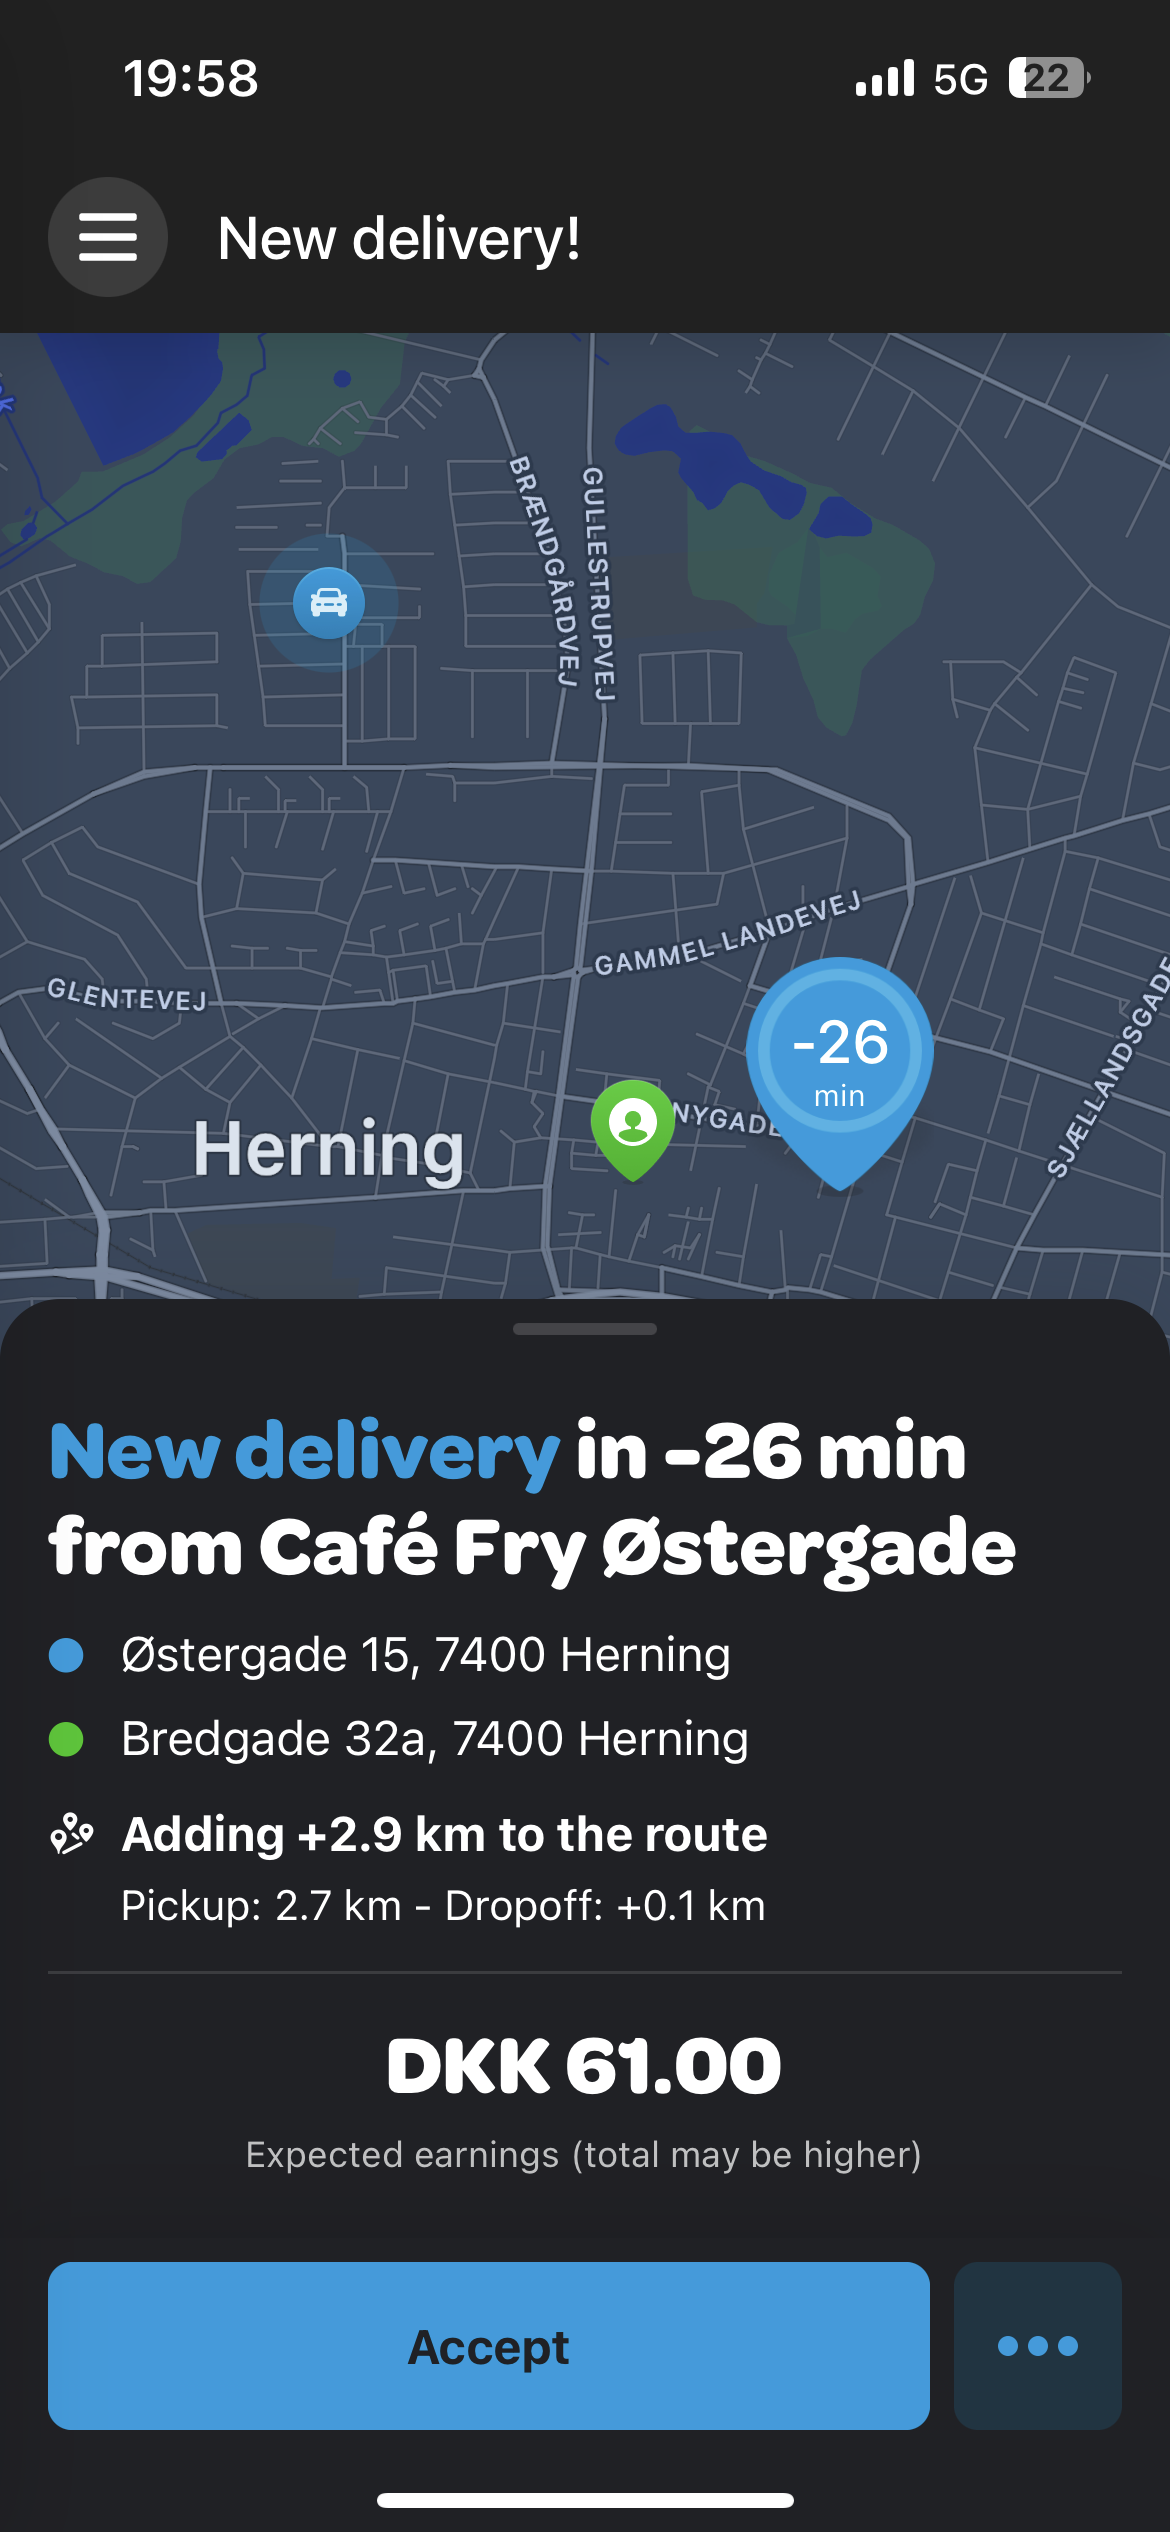 19:58
5G
22
New delivery!
BRÆNDGÅRDVEJ
GULLESTRUPVEJ
GAMMEL LANDEVEJ
GLENTEVEJ
-26
min
NYGADE
SJÆLLANDSGADE
Herning
New delivery in -26 min
from Café Fry Østergade
Østergade 15, 7400 Herning
Bredgade 32a, 7400 Herning
Adding +2.9 km to the route
Pickup: 2.7 km - Dropoff: +0.1 km
DKK 61.00
Expected earnings (total may be higher)
Accept